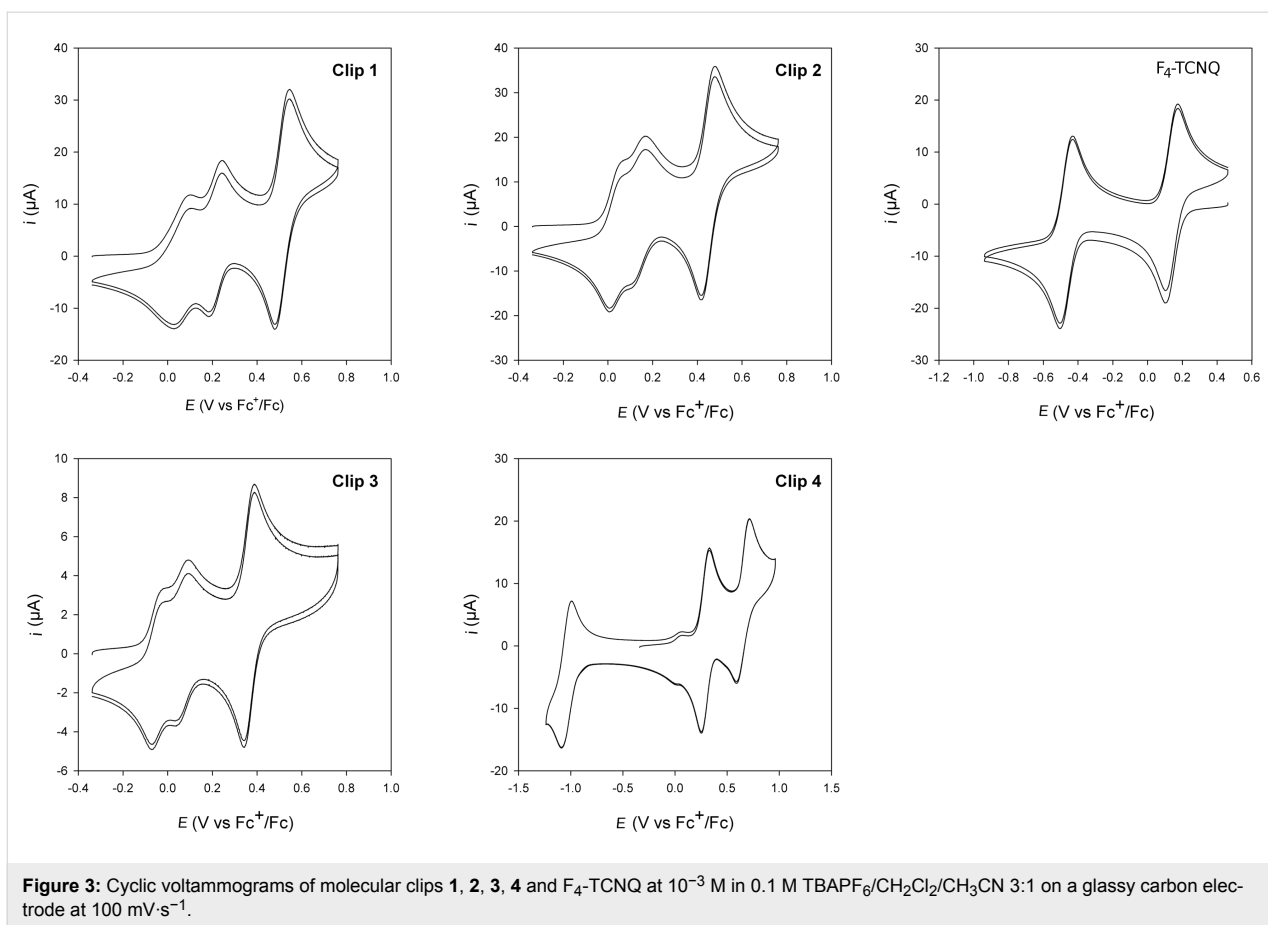 40
30
20
10
0
-10
-20
i (µA)
Clip 1
-0.4 -0.2 0.0 0.2 0.4 0.6 0.8 1.0
E (V vs Fc⁺/Fc)
40
30
20
10
0
-10
-20
-30
i (µA)
Clip 2
-0.4 -0.2 0.0 0.2 0.4 0.6 0.8 1.0
E (V vs Fc⁺/Fc)
30
20
10
0
-10
-20
-30
i (µA)
F₄-TCNQ
-1.2 -1.0 -0.8 -0.6 -0.4 -0.2 0.0 0.2 0.4 0.6
E (V vs Fc⁺/Fc)
10
8
6
4
2
0
-2
-4
-6
i (µA)
Clip 3
-0.4 -0.2 0.0 0.2 0.4 0.6 0.8 1.0
E (V vs Fc⁺/Fc)
30
20
10
0
-10
-20
i (µA)
Clip 4
-1.5 -1.0 -0.5 0.0 0.5 1.0 1.5
E (V vs Fc⁺/Fc)
Figure 3: Cyclic voltammograms of molecular clips 1, 2, 3, 4 and F₄-TCNQ at 10⁻³ M in 0.1 M TBAPF₆/CH₂Cl₂/CH₃CN 3:1 on a glassy carbon elec-
trode at 100 mV·s⁻¹.